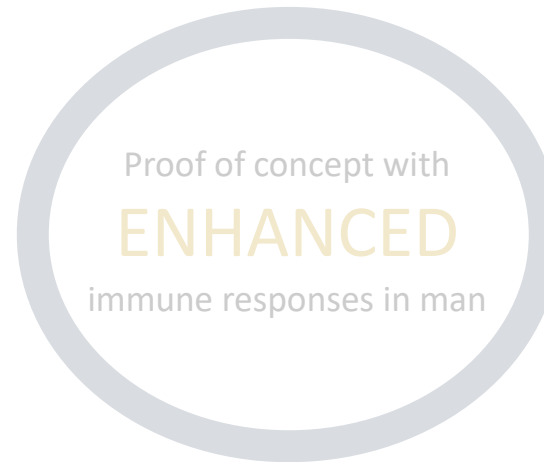 Proof of concept with
ENHANCED
immune responses in man